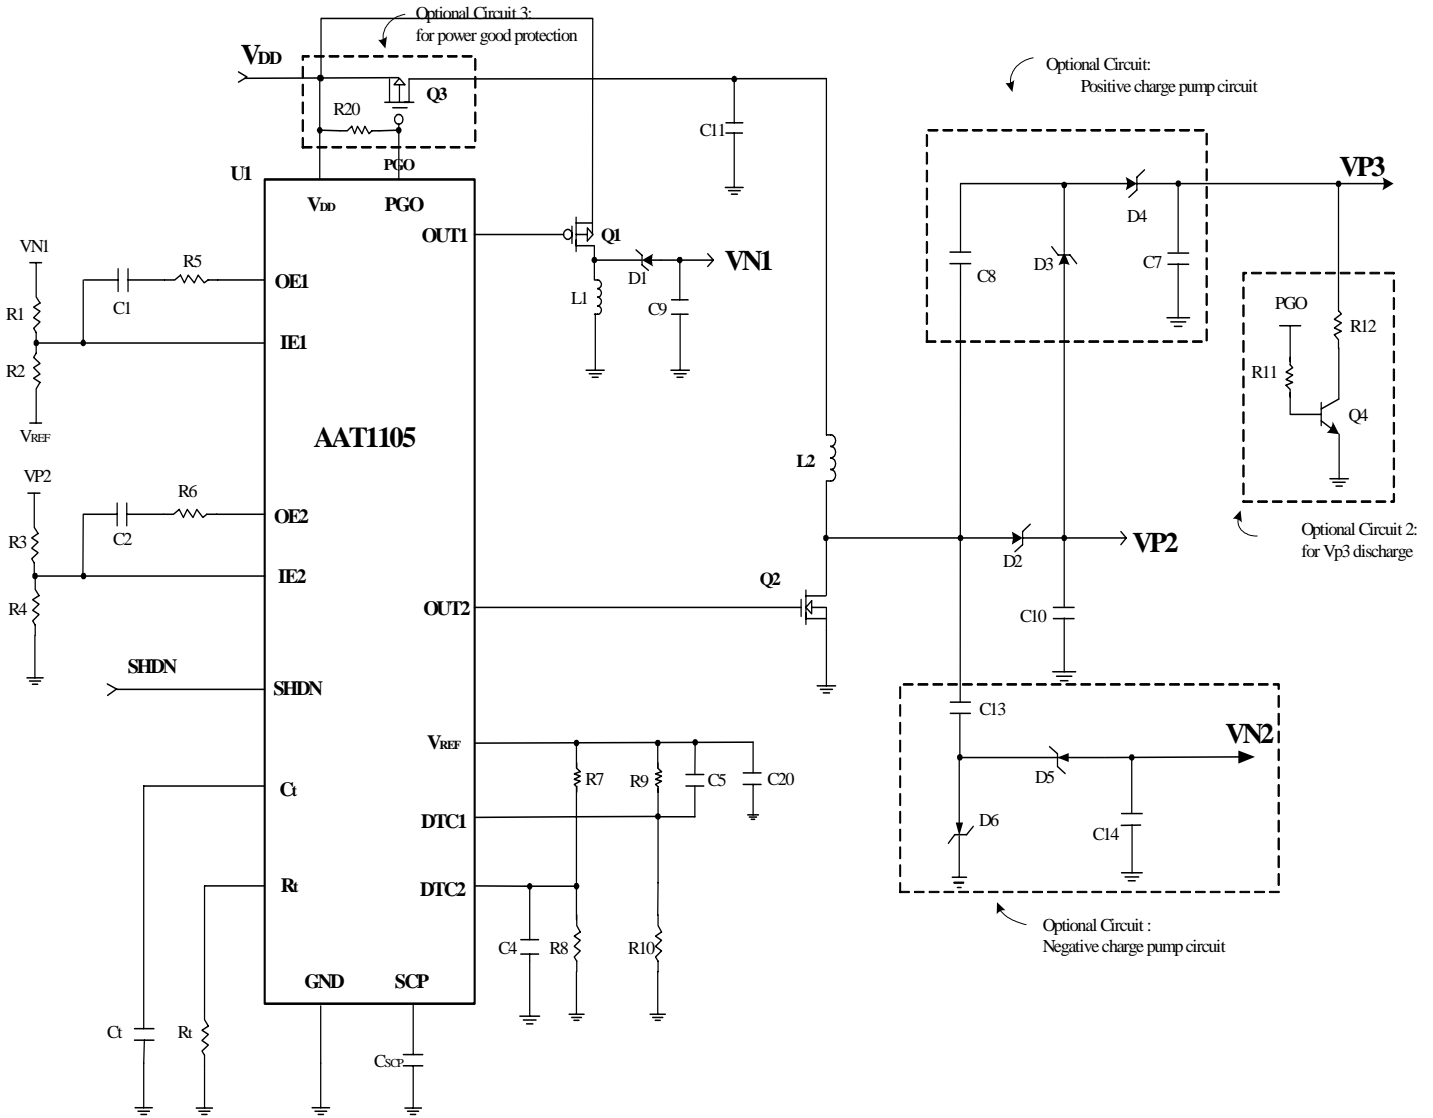 Optional Circuit 3:
for power good protection
VDD
Q3
R20
PGO
C11
Optional Circuit:
Positive charge pump circuit
U1
VDD
PGO
OUT1
Q1
D1
VN1
L1
C9
VN1
R5
C1
OE1
R1
IE1
R2
VREF
AAT1105
VP2
R6
C2
OE2
R3
IE2
R4
OUT2
SHDN
SHDN
VREF
Ct
DTC1
Rt
DTC2
GND
SCP
Ct
Rt
CSCP
R7
R9
C5
C20
C4
R8
R10
L2
Q2
VP3
D4
C8
D3
C7
PGO
R12
R11
Q4
Optional Circuit 2:
for Vp3 discharge
D2
VP2
C10
C13
VN2
D5
D6
C14
Optional Circuit :
Negative charge pump circuit